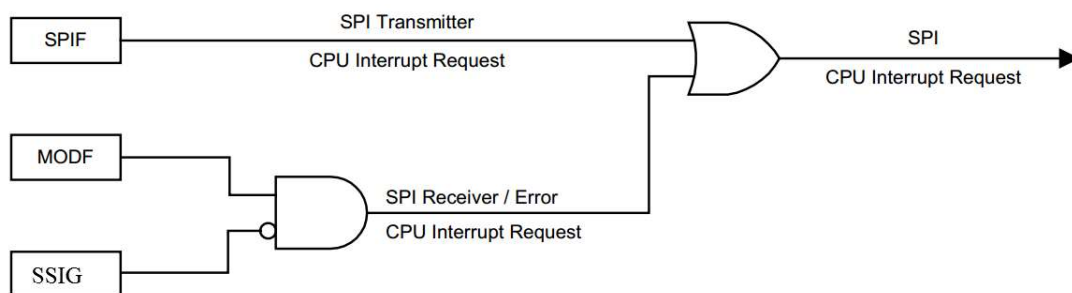 SPIF
SPI Transmitter
CPU Interrupt Request
SPI
CPU Interrupt Request
MODF
SPI Receiver / Error
CPU Interrupt Request
SSIG